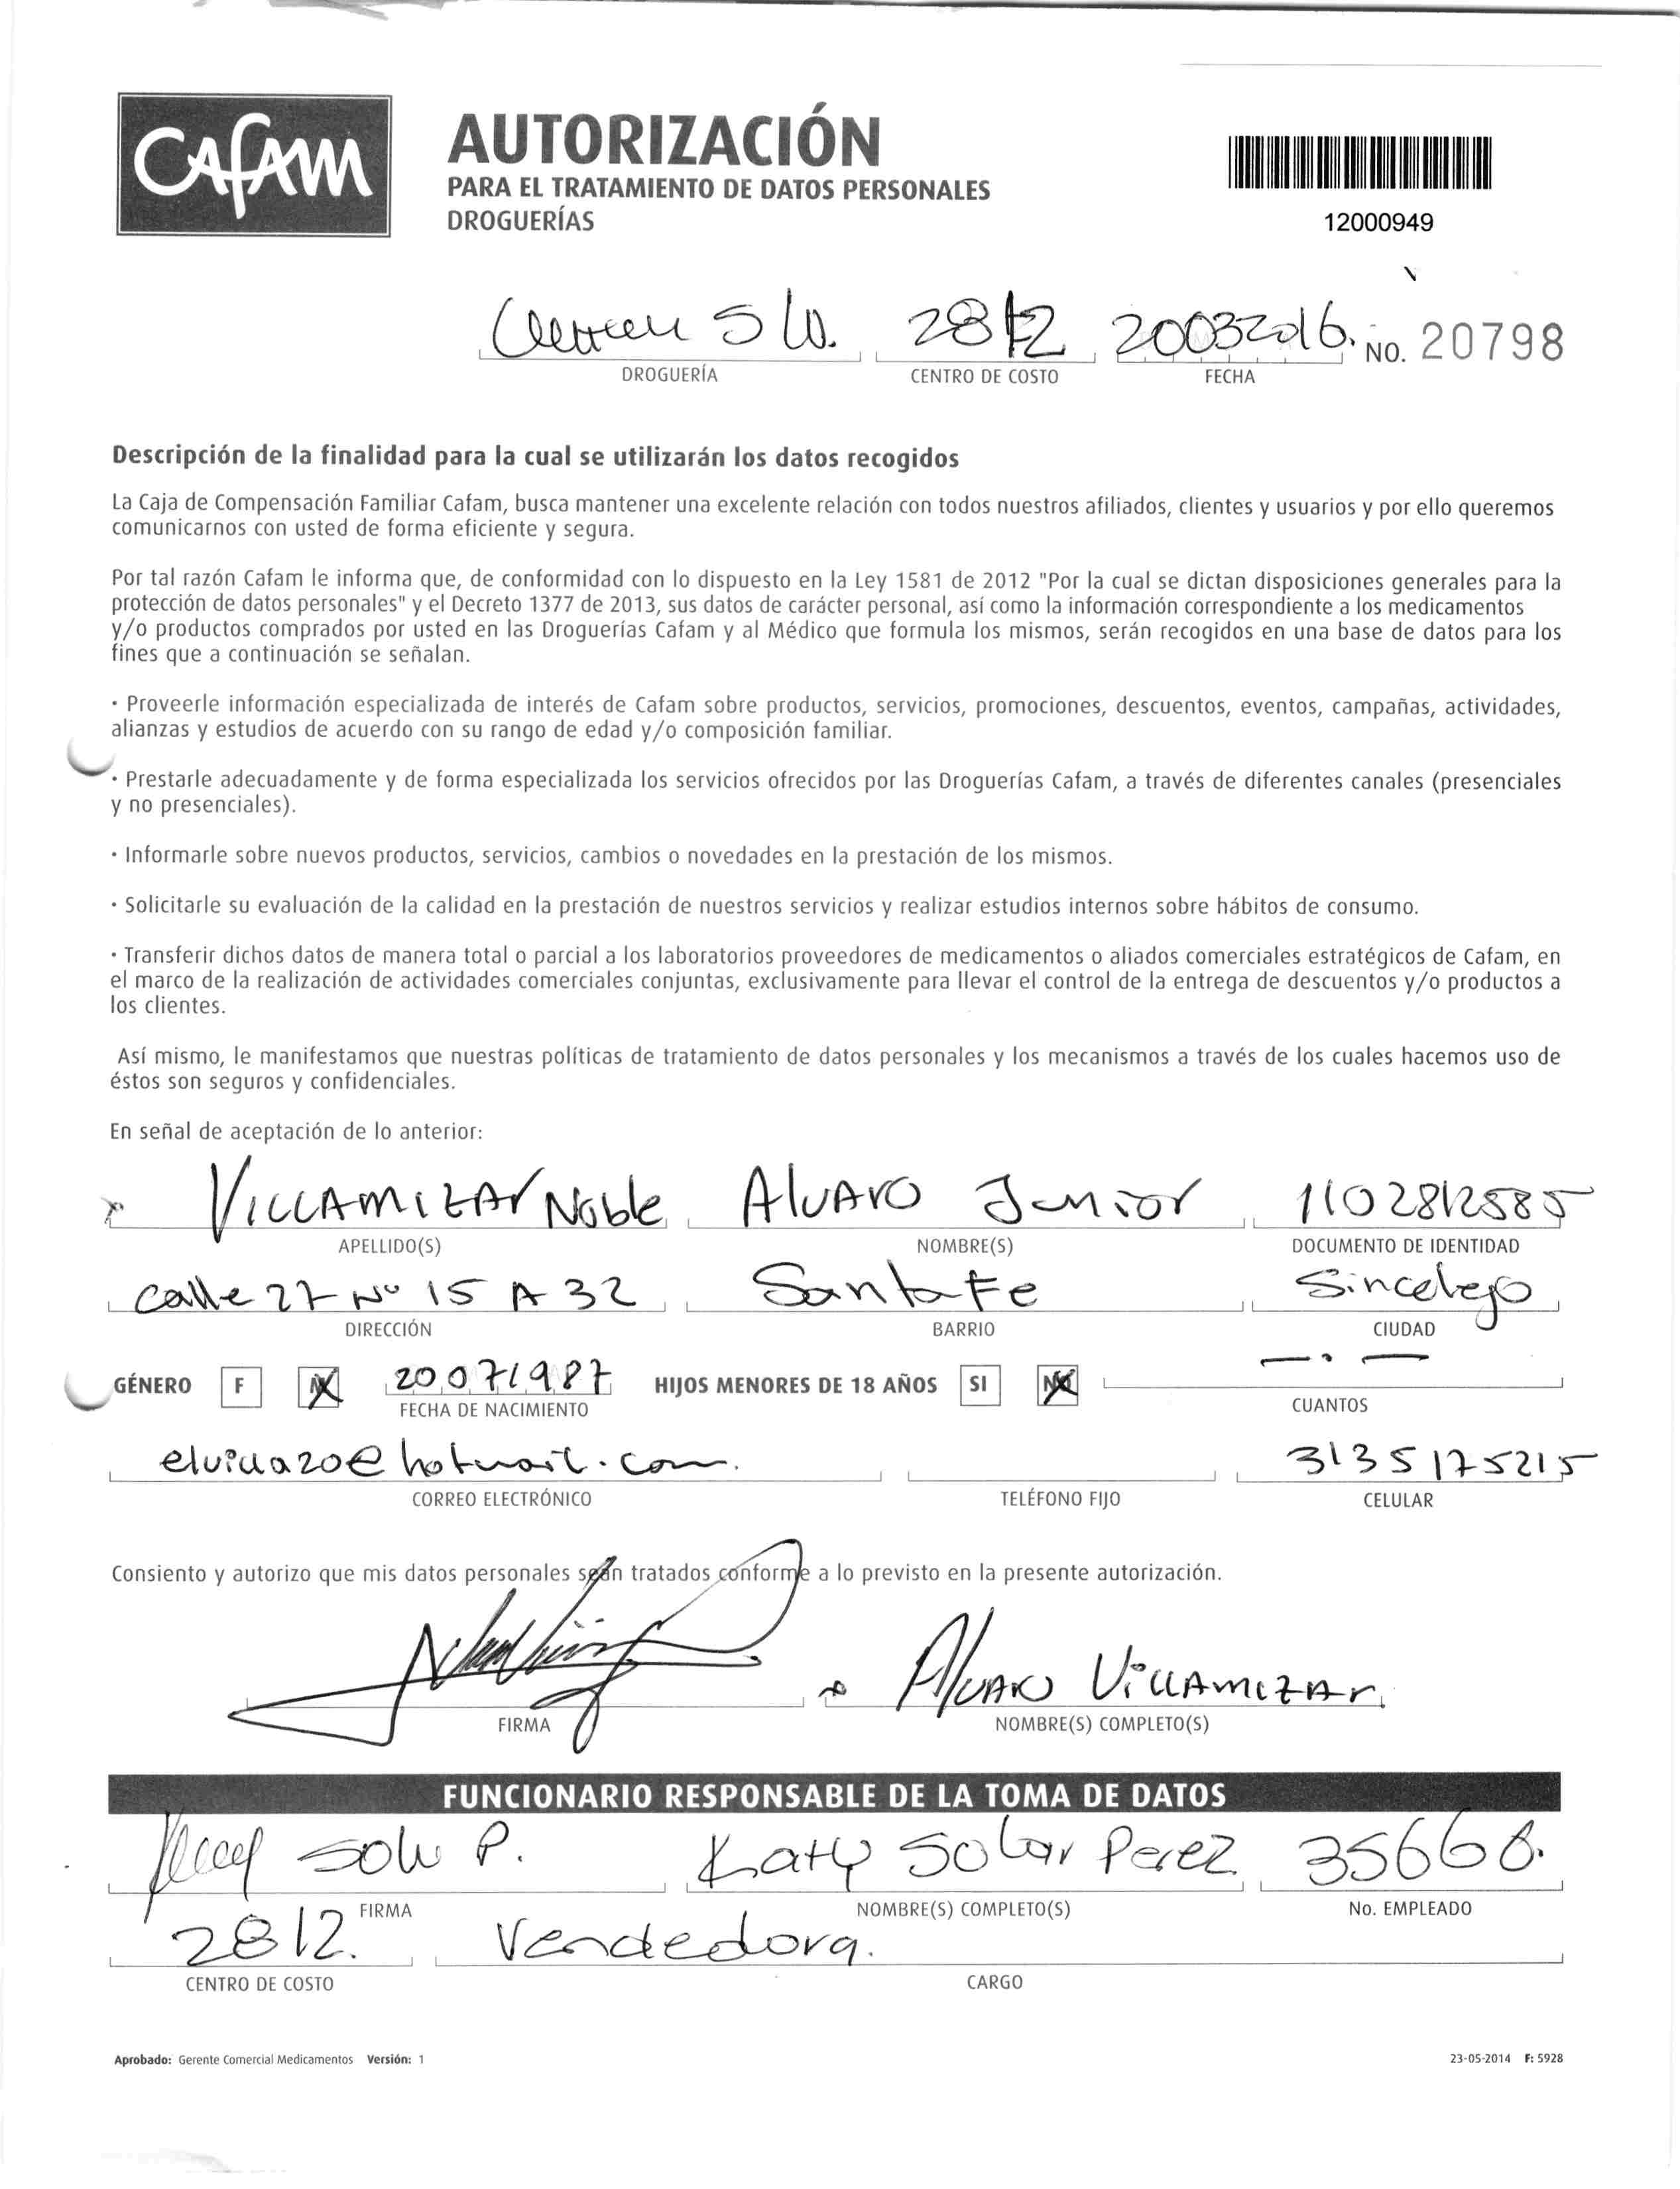 CAFAM
AUTORIZACIÓN
PARA EL TRATAMIENTO DE DATOS PERSONALES
DROGUERÍAS
12000949
2812 20032016. NO. 20798
DROGUERÍA CENTRO DE COSTO FECHA
Descripción de la finalidad para la cual se utilizarán los datos recogidos
La Caja de Compensación Familiar Cafam, busca mantener una excelente relación con todos nuestros afiliados, clientes y usuarios y por ello queremos
comunicarnos con usted de forma eficiente y segura.
Por tal razón Cafam le informa que, de conformidad con lo dispuesto en la Ley 1581 de 2012 "Por la cual se dictan disposiciones generales para la
protección de datos personales" y el Decreto 1377 de 2013, sus datos de carácter personal, así como la información correspondiente a los medicamentos
y/o productos comprados por usted en las Droguerías Cafam y al Médico que formula los mismos, serán recogidos en una base de datos para los
fines que a continuación se señalan.
· Proveerle información especializada de interés de Cafam sobre productos, servicios, promociones, descuentos, eventos, campañas, actividades,
alianzas y estudios de acuerdo con su rango de edad y/o composición familiar.
· Prestarle adecuadamente y de forma especializada los servicios ofrecidos por las Droguerías Cafam, a través de diferentes canales (presenciales
y no presenciales).
· Informarle sobre nuevos productos, servicios, cambios o novedades en la prestación de los mismos.
· Solicitarle su evaluación de la calidad en la prestación de nuestros servicios y realizar estudios internos sobre hábitos de consumo.
· Transferir dichos datos de manera total o parcial a los laboratorios proveedores de medicamentos o aliados comerciales estratégicos de Cafam, en
el marco de la realización de actividades comerciales conjuntas, exclusivamente para llevar el control de la entrega de descuentos y/o productos a
los clientes.
Así mismo, le manifestamos que nuestras políticas de tratamiento de datos personales y los mecanismos a través de los cuales hacemos uso de
éstos son seguros y confidenciales.
En señal de aceptación de lo anterior:
Villamizar Noble Alvaro Junior 1102812585
APELLIDO(S) NOMBRE(S) DOCUMENTO DE IDENTIDAD
Calle 27 No 15 A 32 Santa Fe Sincelejo
DIRECCIÓN BARRIO CIUDAD
GÉNERO F M 20071987 HIJOS MENORES DE 18 AÑOS SI NO
FECHA DE NACIMIENTO CUANTOS
@hotmail.com. 3135175215
CORREO ELECTRÓNICO TELÉFONO FIJO CELULAR
Consiento y autorizo que mis datos personales sean tratados conforme a lo previsto en la presente autorización.
Alvaro Villamizar.
FIRMA NOMBRE(S) COMPLETO(S)
FUNCIONARIO RESPONSABLE DE LA TOMA DE DATOS
P. Katy Solar Perez 35668.
FIRMA NOMBRE(S) COMPLETO(S) No. EMPLEADO
2812. Vendedora.
CENTRO DE COSTO CARGO
Aprobado: Gerente Comercial Medicamentos Versión: 1 23-05-2014 F: 5928